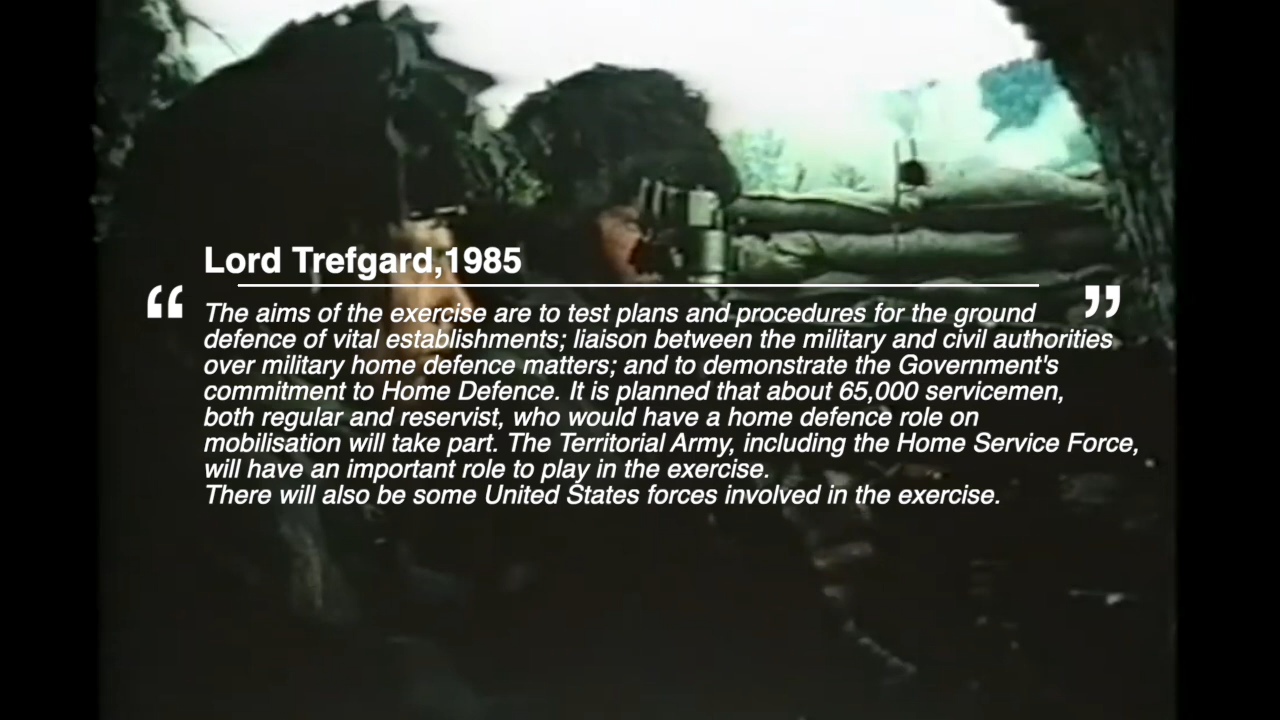 Lord Trefgard,1985
“ The aims of the exercise are to test plans and procedures for the ground ”
defence of vital establishments; liaison between the military and civil authorities
over military home defence matters; and to demonstrate the Government's
commitment to Home Defence. It is planned that about 65,000 servicemen,
both regular and reservist, who would have a home defence role on
mobilisation will take part. The Territorial Army, including the Home Service Force,
will have an important role to play in the exercise.
There will also be some United States forces involved in the exercise.